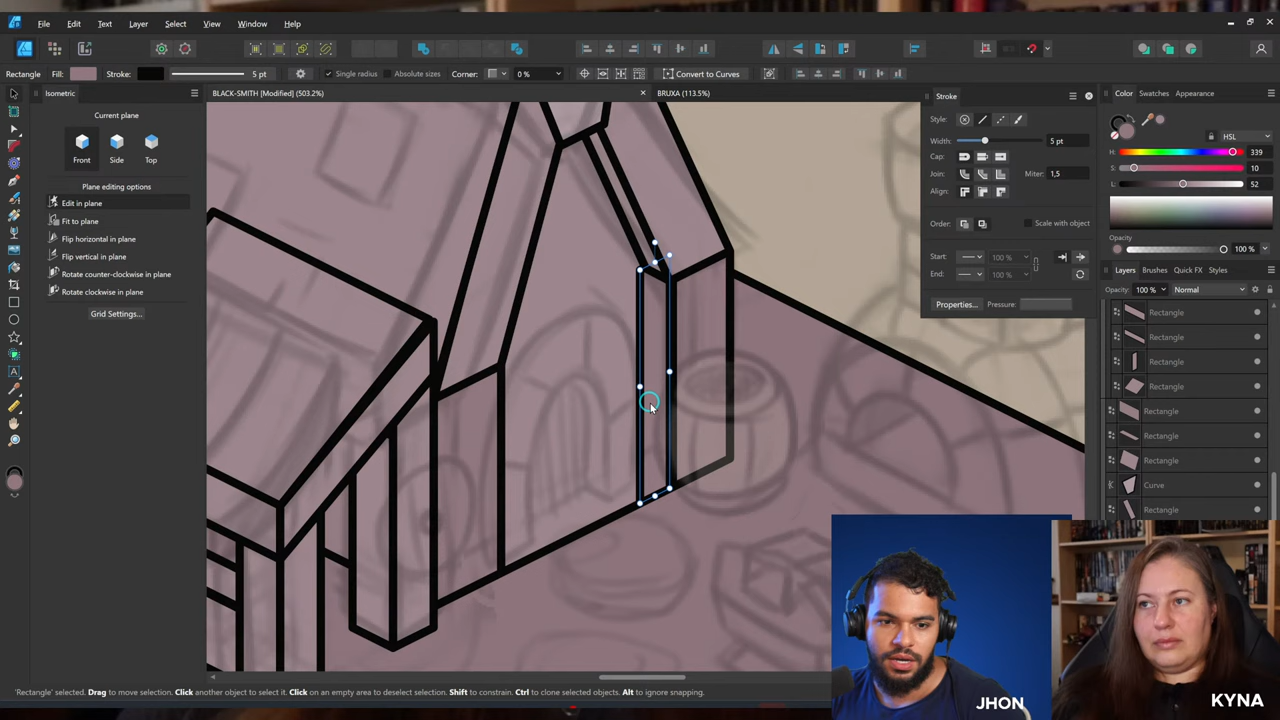 File Edit Text Layer Select View Window Help
Rectangle Fill: Stroke: 5 pt Single radius Absolute sizes Corner: 0 % Convert to Curves
Isometric
BLACK-SMITH [Modified] (503.2%)
BRUXA (113.5%)
Current plane
Front Side Top
Plane editing options
Edit in plane
Fit to plane
Flip horizontal in plane
Flip vertical in plane
Rotate counter-clockwise in plane
Rotate clockwise in plane
Grid Settings...
Stroke
Style:
Width: 5 pt
Cap:
Join: Miter: 1,5
Align:
Order: Scale with object
Start: 100 % 100 %
End: 100 % 100 %
Properties... Pressure:
Color Swatches Appearance
HSL
H: 339
S: 10
L: 52
Opacity
100 %
Layers Brushes Quick FX Styles
Opacity: 100 % Normal
Rectangle
Rectangle
Rectangle
Rectangle
Rectangle
Rectangle
Rectangle
Curve
Rectangle
'Rectangle' selected. Drag to move selection. Click another object to select it. Click on an empty area to deselect selection. Shift to constrain. Ctrl to clone selected objects. Alt to ignore snapping.
JHON
KYNA